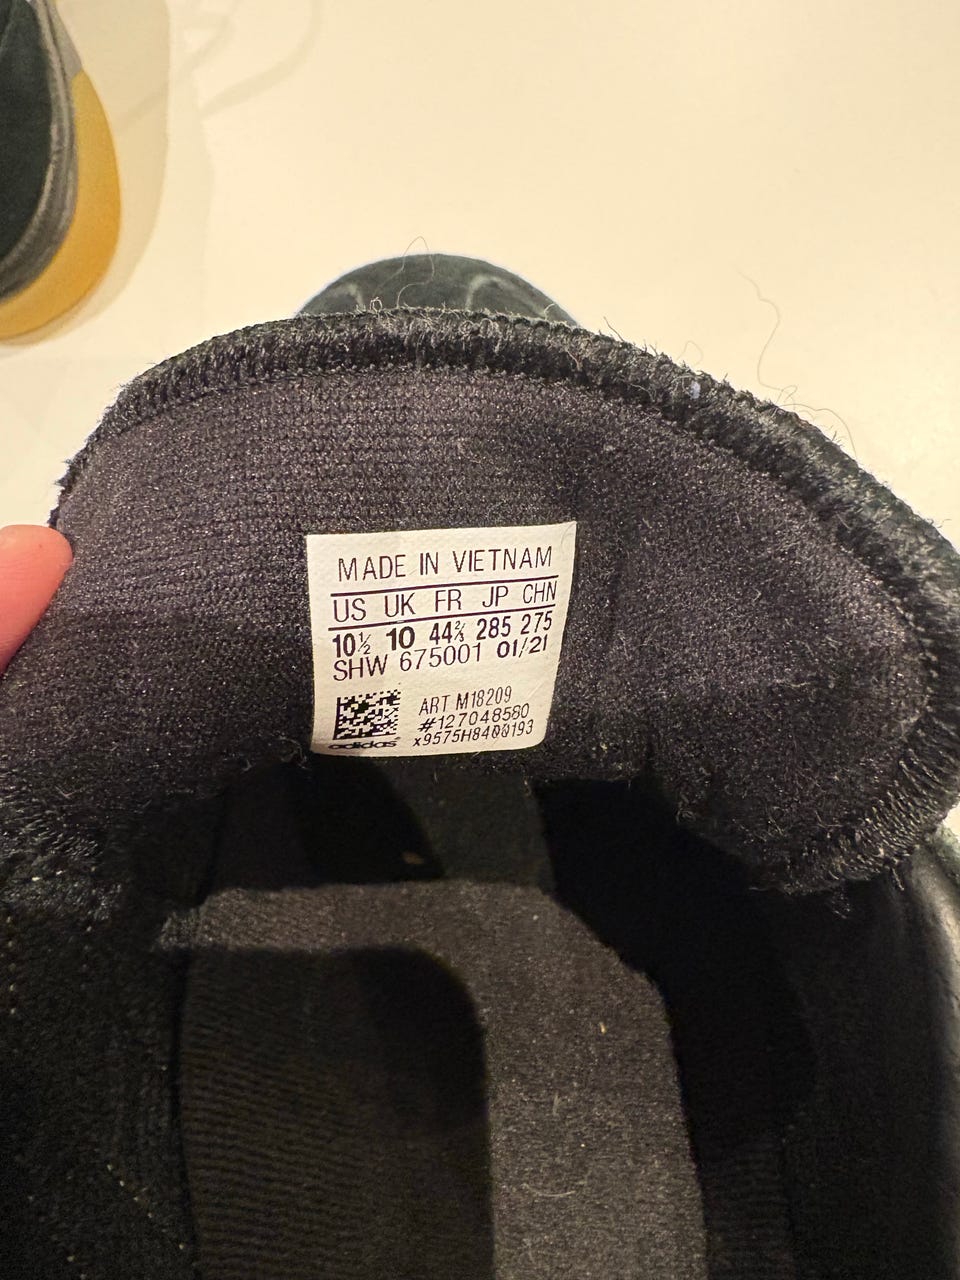 MADE IN VIETNAM
US UK FR JP CHN
10½ 10 44⅔ 285 275
SHW 675001 01/21
ART M18209
#127048580
x9575H8400193
adidas